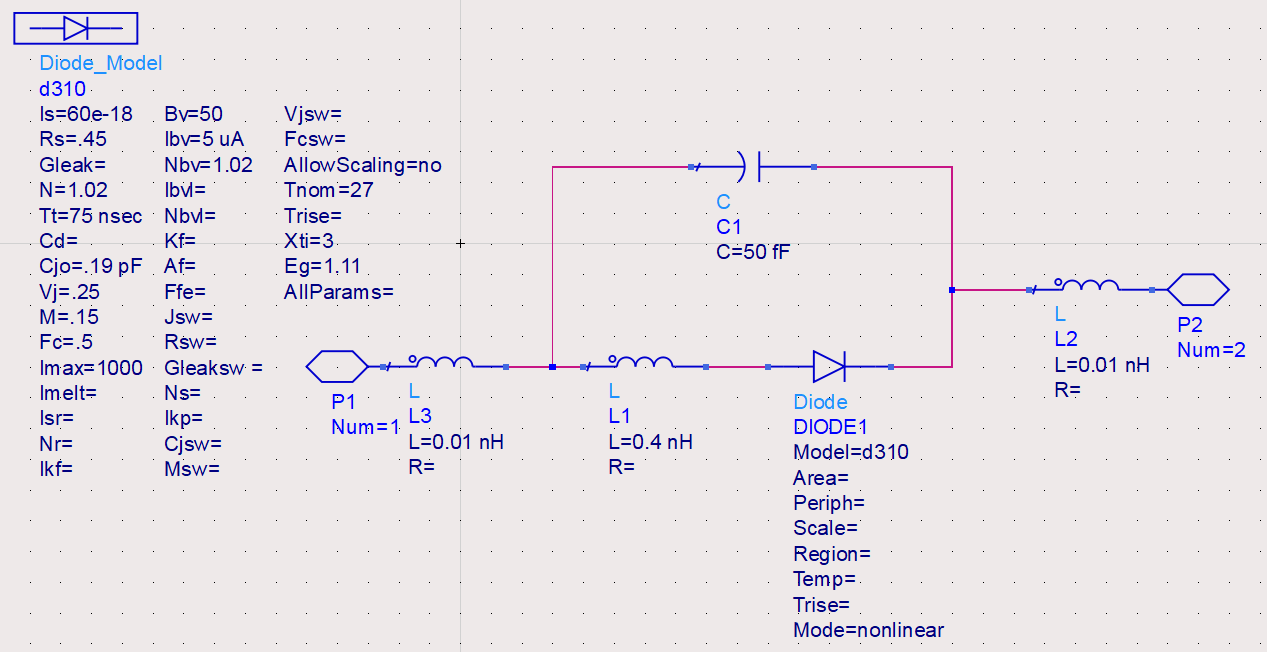 Diode_Model
d310
Is=60e-18
Rs=.45
Gleak=
N=1.02
Tt=75 nsec
Cd=
Cjo=.19 pF
Vj=.25
M=.15
Fc=.5
Imax=1000
Imelt=
Isr=
Nr=
Ikf=
Bv=50
Ibv=5 uA
Nbv=1.02
Ibvl=
Nbvl=
Kf=
Af=
Ffe=
Jsw=
Rsw=
Gleaksw =
Ns=
Ikp=
Cjsw=
Msw=
Vjsw=
Fcsw=
AllowScaling=no
Tnom=27
Trise=
Xti=3
Eg=1.11
AllParams=
C
C1
C=50 fF
P1
Num=1
L
L3
L=0.01 nH
R=
L
L1
L=0.4 nH
R=
Diode
DIODE1
Model=d310
Area=
Periph=
Scale=
Region=
Temp=
Trise=
Mode=nonlinear
L
L2
L=0.01 nH
R=
P2
Num=2